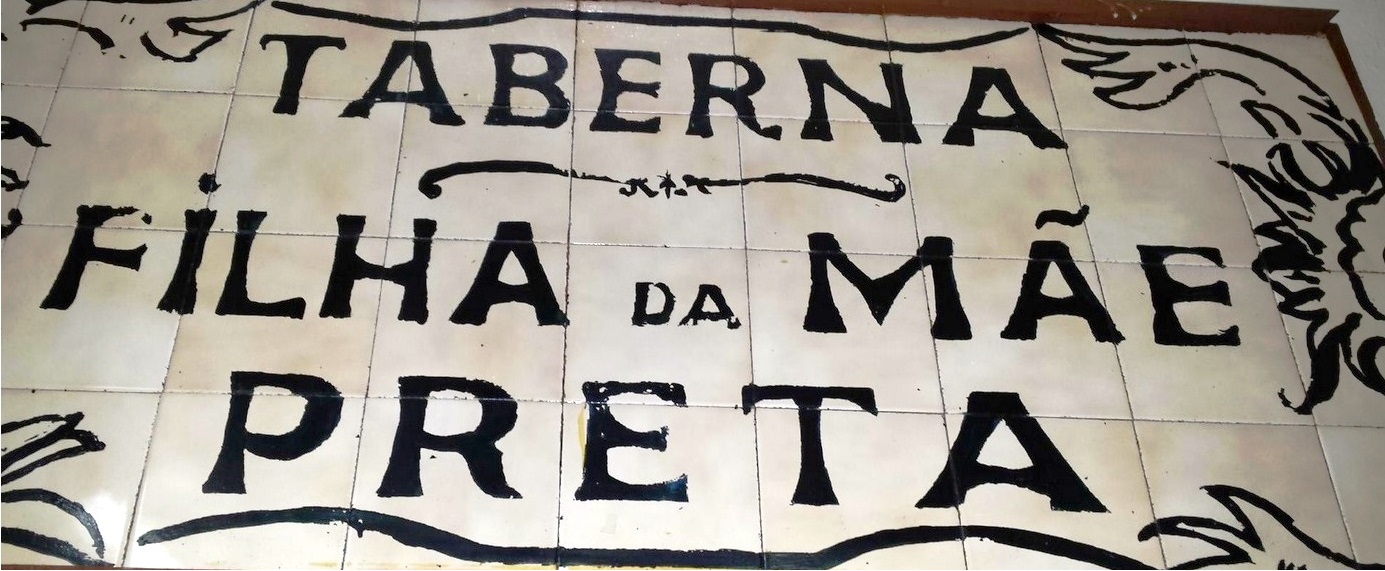 TABERNA
FILHA DA MÃE
PRETA